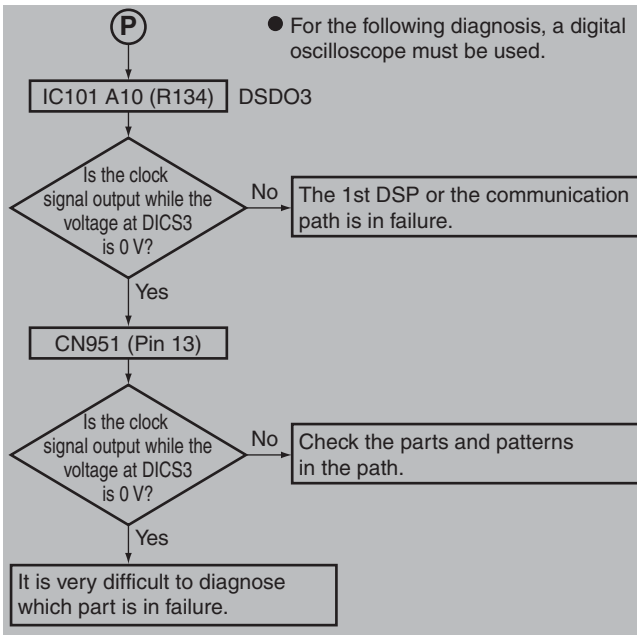 P
● For the following diagnosis, a digital
oscilloscope must be used.
IC101 A10 (R134) DSDO3
Is the clock
signal output while the
voltage at DICS3
is 0 V?
No
The 1st DSP or the communication
path is in failure.
Yes
CN951 (Pin 13)
Is the clock
signal output while the
voltage at DICS3
is 0 V?
No
Check the parts and patterns
in the path.
Yes
It is very difficult to diagnose
which part is in failure.